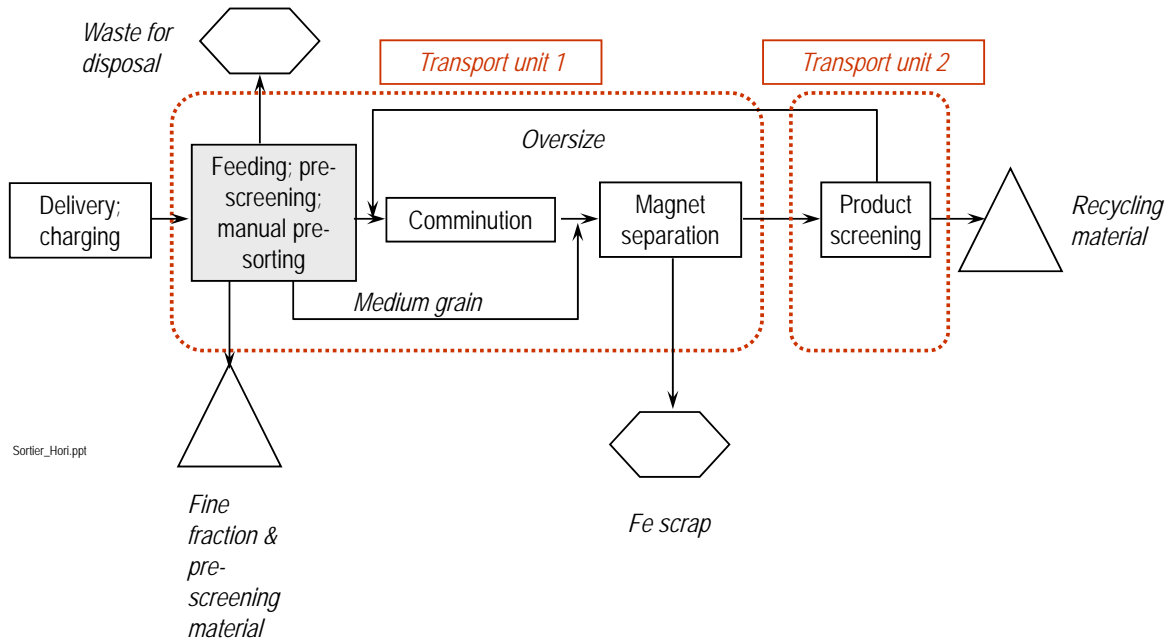 Waste for
disposal
Transport unit 1
Transport unit 2
Oversize
Delivery;
charging
Feeding; pre-
screening;
manual pre-
sorting
Comminution
Magnet
separation
Product
screening
Recycling
material
Medium grain
Sortier_Hori.ppt
Fine
fraction &
pre-
screening
material
Fe scrap